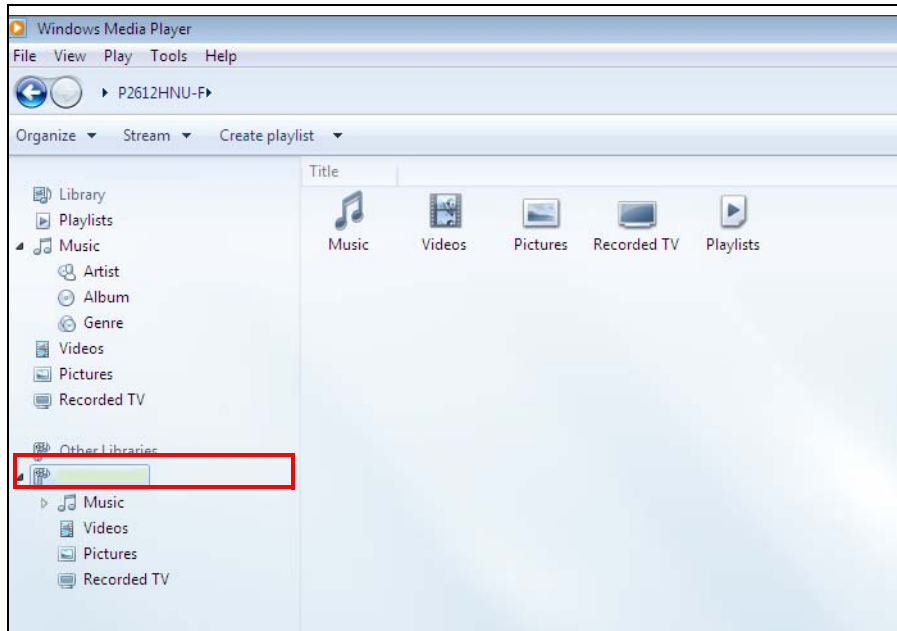 Windows Media Player
File View Play Tools Help
P2612HNU-F
Organize Stream Create playlist
Title
Library
Playlists
Music
Artist
Album
Genre
Videos
Pictures
Recorded TV
Other Libraries
Music
Videos
Pictures
Recorded TV
Music Videos Pictures Recorded TV Playlists